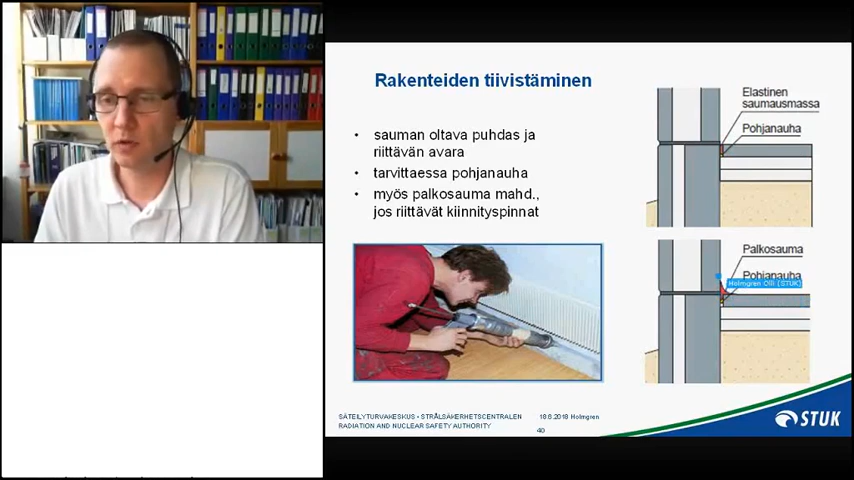 Rakenteiden tiivistäminen
• sauman oltava puhdas ja
riittävän avara
• tarvittaessa pohjanauha
• myös palkosauma mahd.,
jos riittävät kiinnityspinnat
Elastinen
saumausmassa
Pohjanauha
Palkosauma
Pohjanauha
Holmgren Olli (STUK)
SÄTEILYTURVAKESKUS • STRÅLSÄKERHETSCENTRALEN
RADIATION AND NUCLEAR SAFETY AUTHORITY
18.6.2018 Holmgren
40
STUK